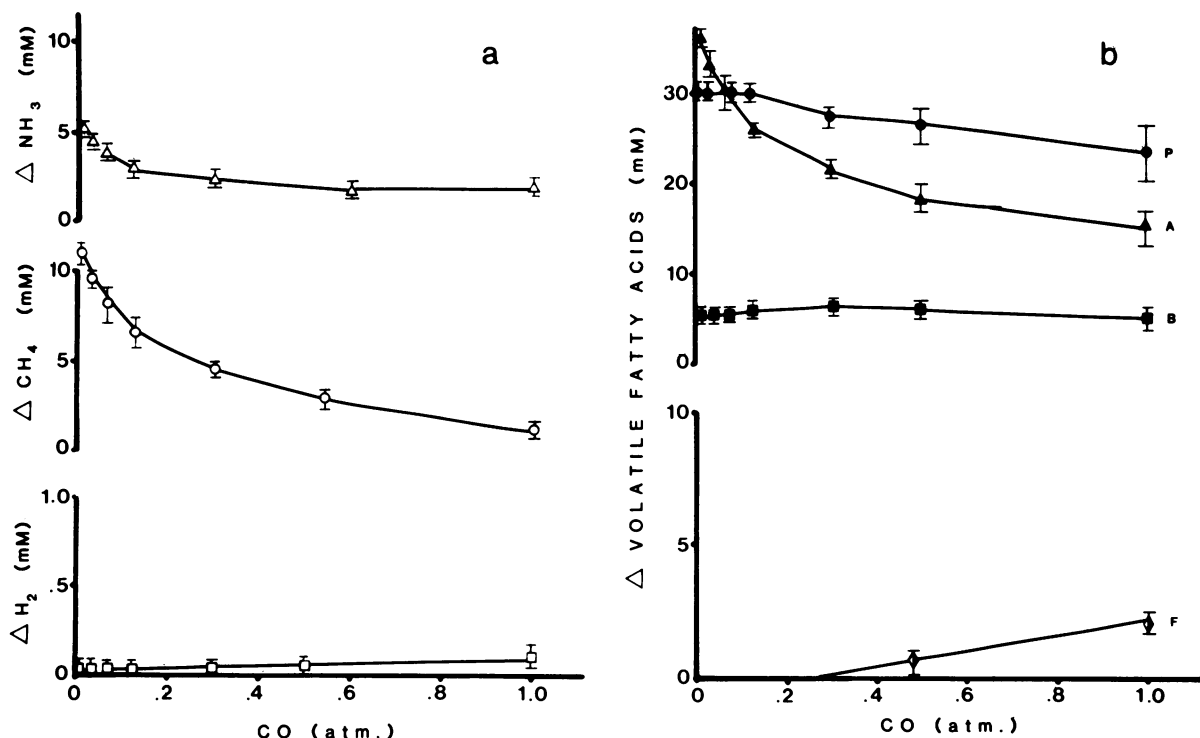 a
△ NH3 (mM)
10
5
0
△ CH4 (mM)
10
5
0
△ H2 (mM)
1.0
.5
0
0 .2 .4 .6 .8 1.0
CO (atm.)
b
△ VOLATILE FATTY ACIDS (mM)
30
20
10
0
P
A
B
10
5
0
F
0 .2 .4 .6 .8 1.0
CO (atm.)